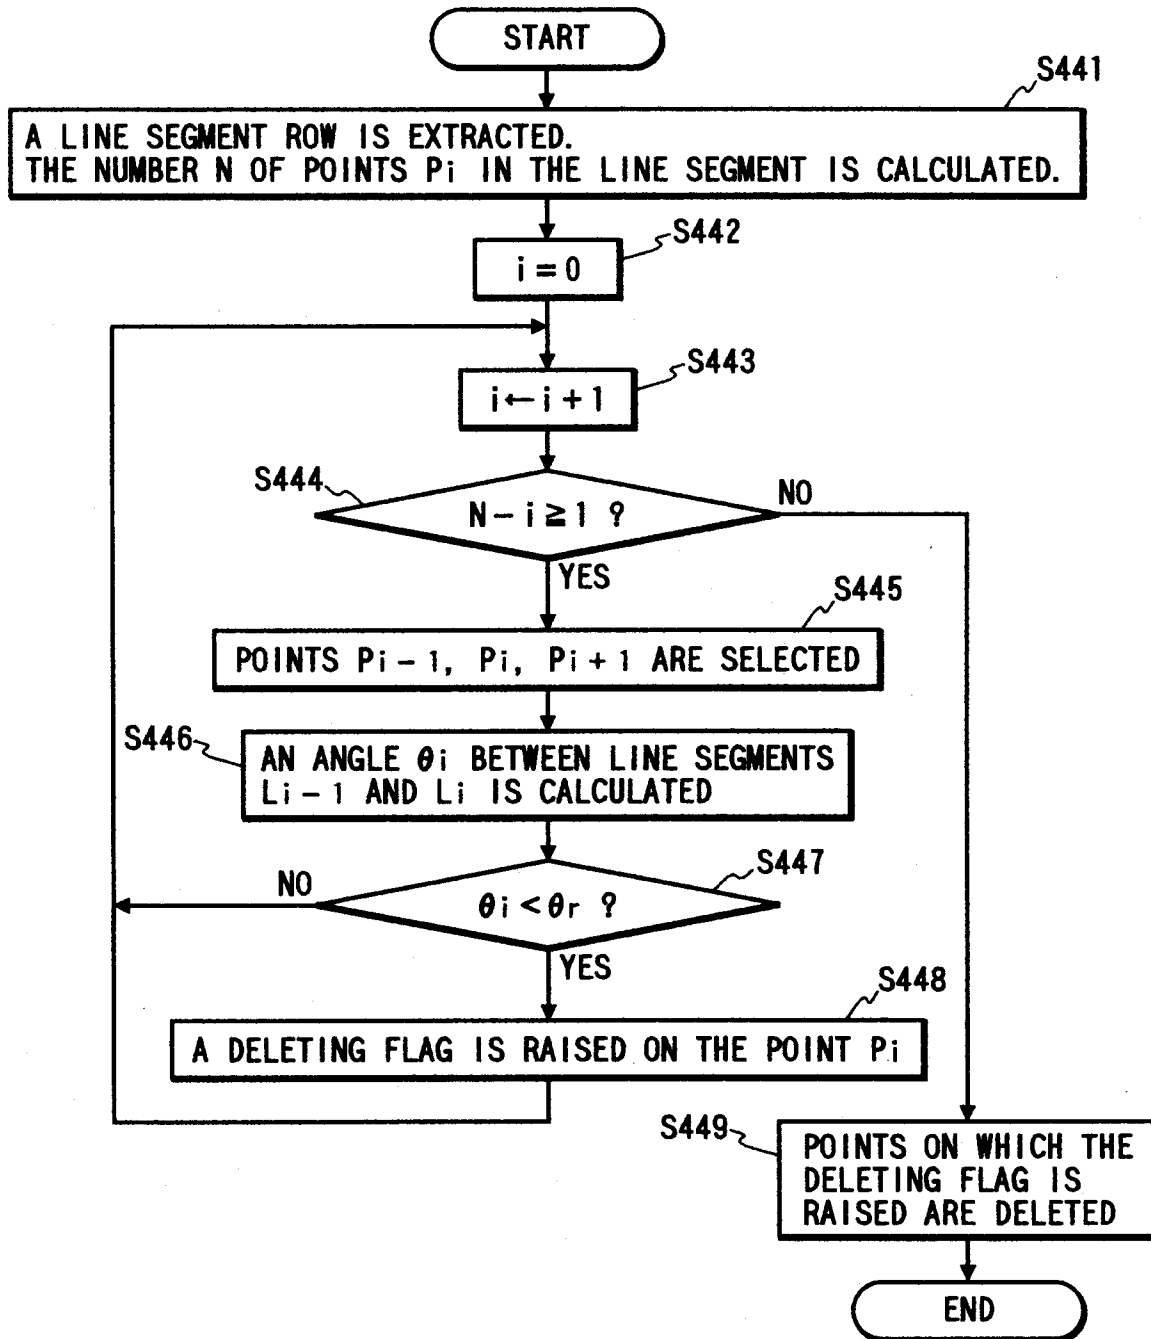 START
S441
A LINE SEGMENT ROW IS EXTRACTED.
THE NUMBER N OF POINTS Pi IN THE LINE SEGMENT IS CALCULATED.
S442
i = 0
S443
i ← i + 1
S444
N - i ≧ 1 ?
NO
YES
S445
POINTS Pi - 1, Pi, Pi + 1 ARE SELECTED
S446
AN ANGLE θi BETWEEN LINE SEGMENTS
Li - 1 AND Li IS CALCULATED
S447
θi < θr ?
NO
YES
S448
A DELETING FLAG IS RAISED ON THE POINT Pi
S449
POINTS ON WHICH THE
DELETING FLAG IS
RAISED ARE DELETED
END